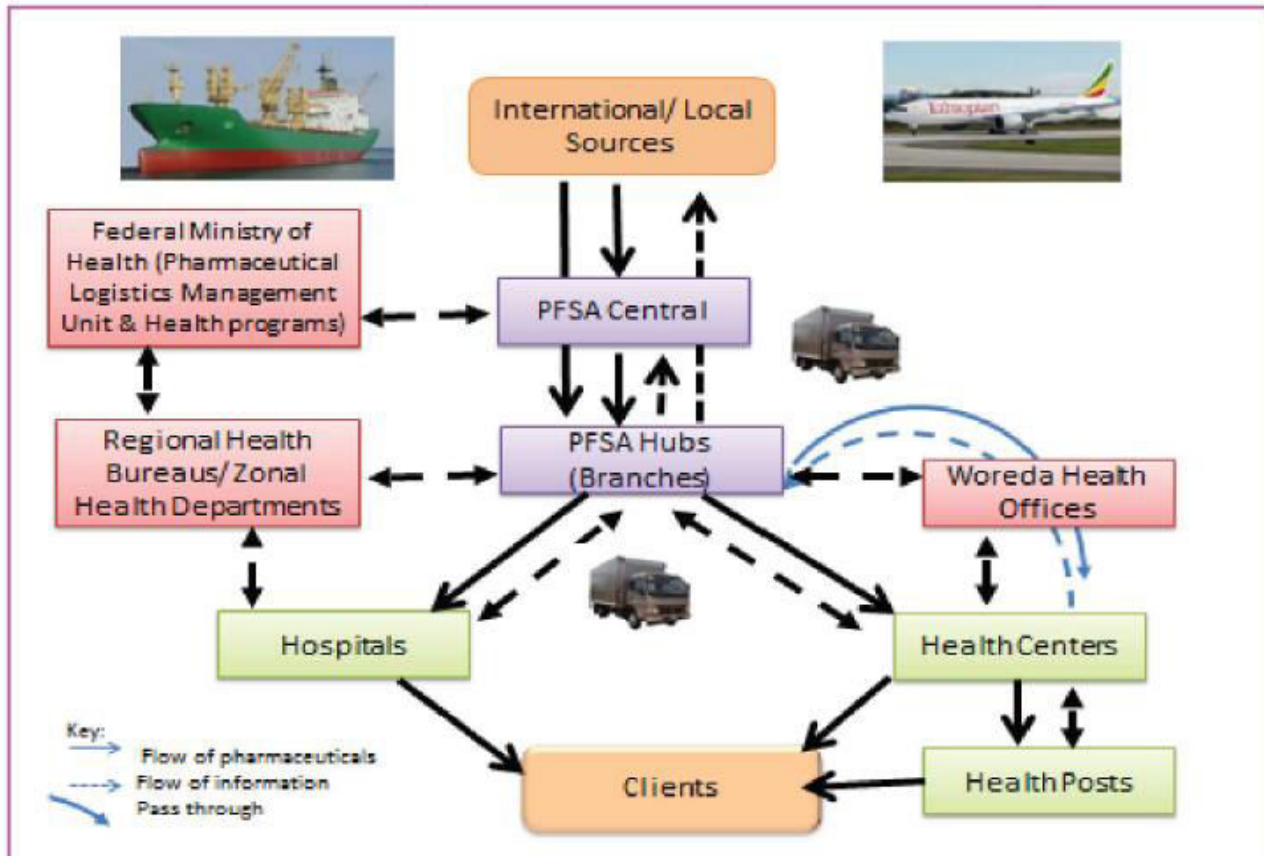 International/ Local
Sources
Ethiopian
Federal Ministry of
Health (Pharmaceutical
Logistics Management
Unit & Health programs)
PFSA Central
Regional Health
Bureaus/ Zonal
Health Departments
PFSA Hubs
(Branches)
Woreda Health
Offices
Hospitals
Health Centers
Key:
Flow of pharmaceuticals
Flow of information
Pass through
Clients
Health Posts